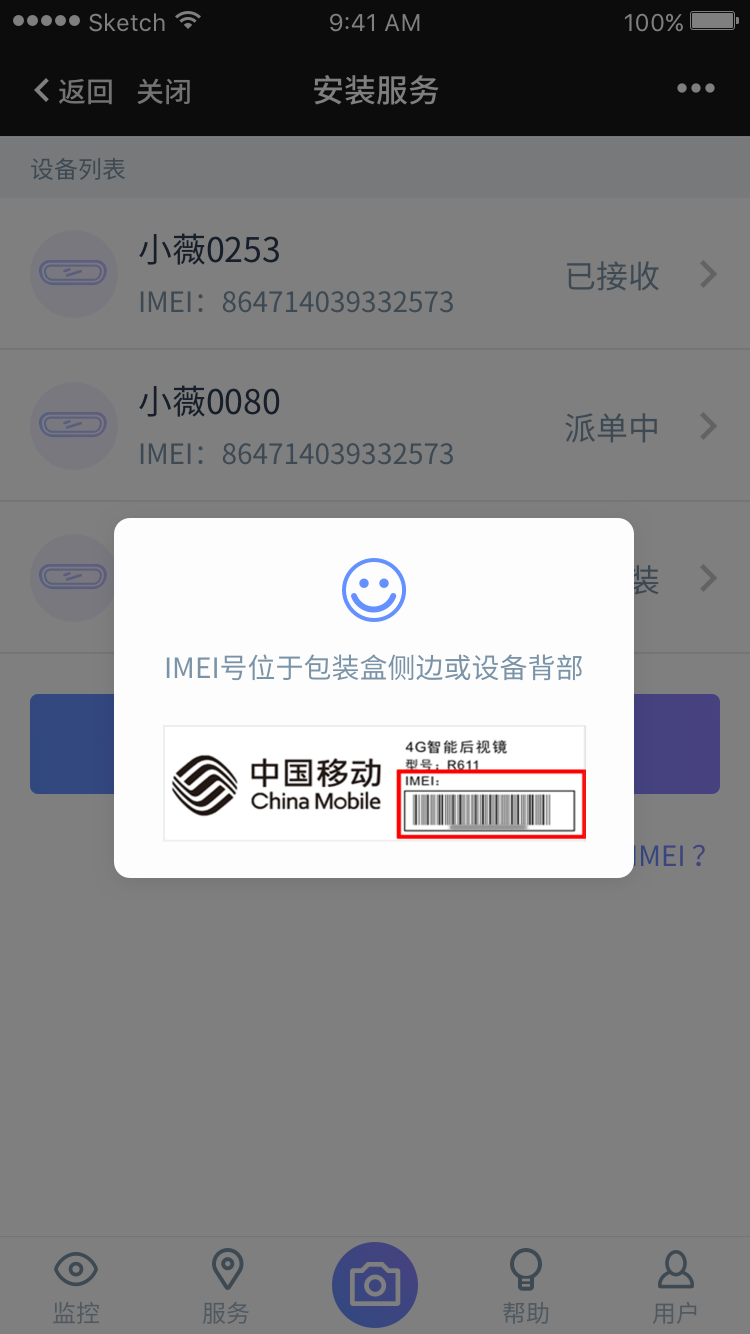 Sketch 9:41 AM 100%
返回 关闭 安装服务
设备列表
小薇0253
IMEI：864714039332573
已接收
小薇0080
IMEI：864714039332573
派单中
装
IMEI号位于包装盒侧边或设备背部
中国移动
China Mobile
4G智能后视镜
型号：R611
IMEI：
IMEI？
监控 服务 帮助 用户